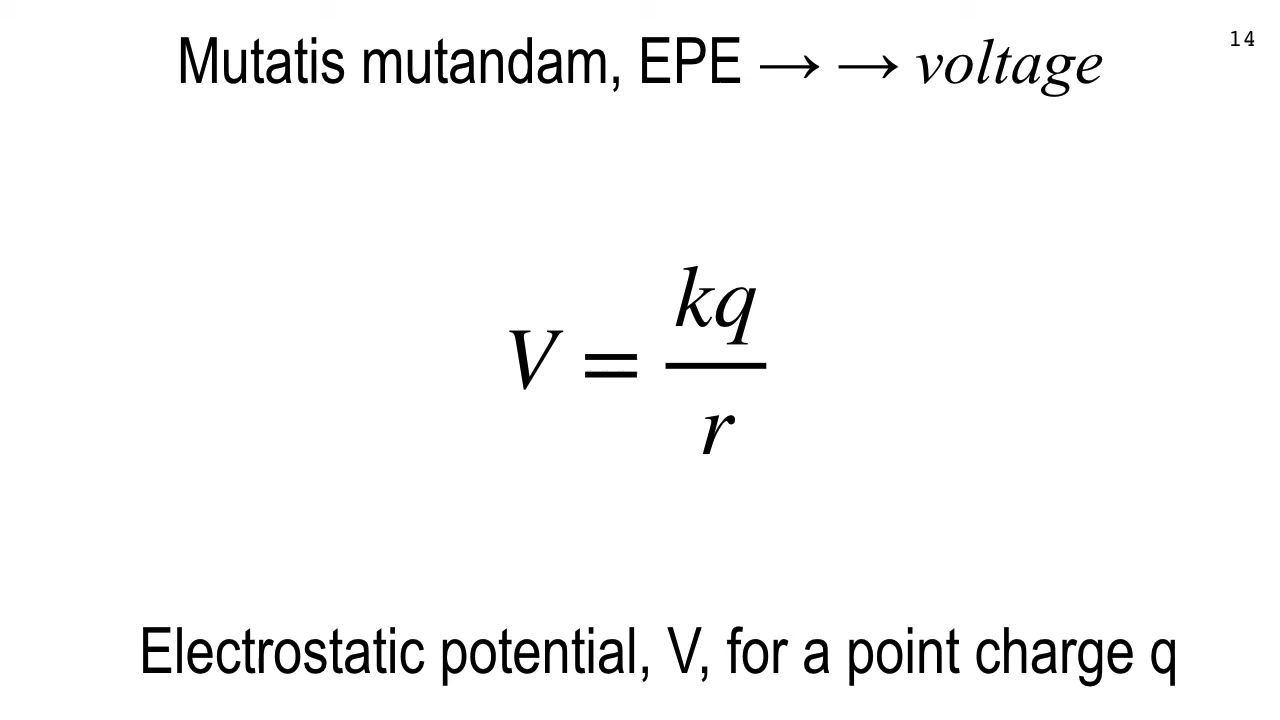 Mutatis mutandam, EPE → → voltage
14
V = kq/r
Electrostatic potential, V, for a point charge q